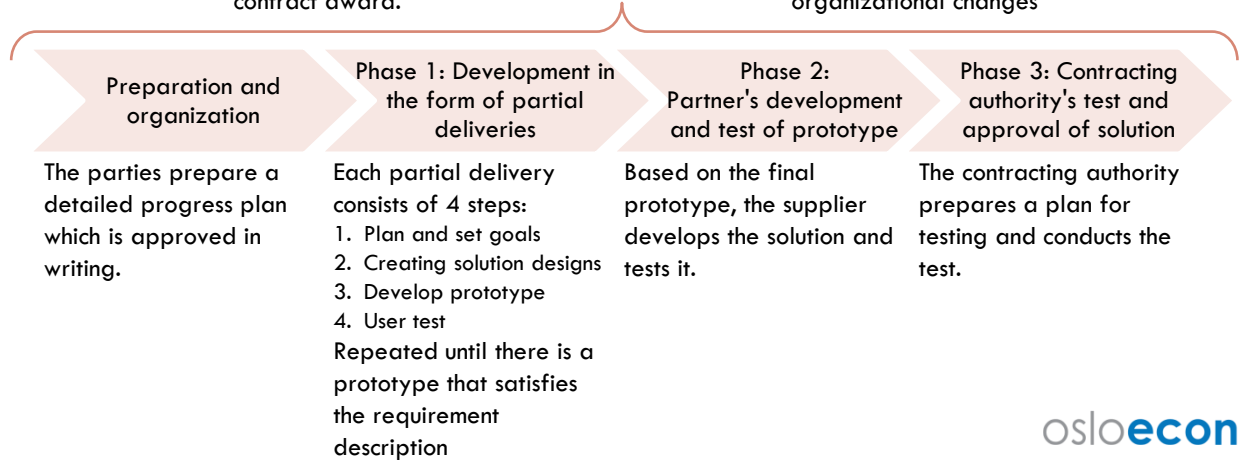 contract award.
organizational changes
Preparation and
organization
Phase 1: Development in
the form of partial
deliveries
Phase 2:
Partner's development
and test of prototype
Phase 3: Contracting
authority's test and
approval of solution
The parties prepare a
detailed progress plan
which is approved in
writing.
Each partial delivery
consists of 4 steps:
1. Plan and set goals
2. Creating solution designs
3. Develop prototype
4. User test
Repeated until there is a
prototype that satisfies
the requirement
description
Based on the final
prototype, the supplier
develops the solution and
tests it.
The contracting authority
prepares a plan for
testing and conducts the
test.
osloecon